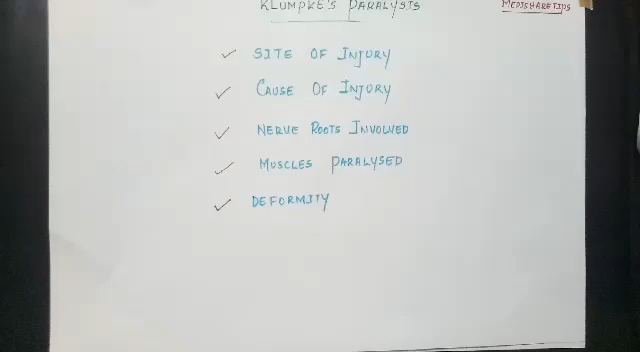 KLUMPKE'S PARALYSIS
MEDISHARETIPS
✓ SITE OF INJURY
✓ CAUSE OF INJURY
✓ NERVE ROOTS INVOLVED
✓ MUSCLES PARALYSED
✓ DEFORMITY